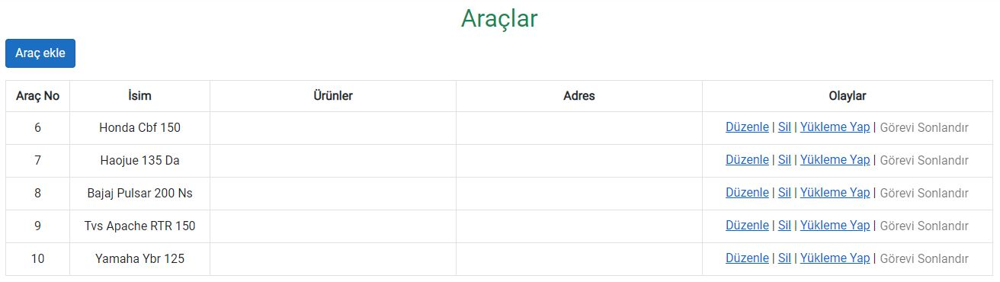 Araçlar
Araç ekle
Araç No İsim Ürünler Adres Olaylar
6 Honda Cbf 150 Düzenle | Sil | Yükleme Yap | Görevi Sonlandır
7 Haojue 135 Da Düzenle | Sil | Yükleme Yap | Görevi Sonlandır
8 Bajaj Pulsar 200 Ns Düzenle | Sil | Yükleme Yap | Görevi Sonlandır
9 Tvs Apache RTR 150 Düzenle | Sil | Yükleme Yap | Görevi Sonlandır
10 Yamaha Ybr 125 Düzenle | Sil | Yükleme Yap | Görevi Sonlandır